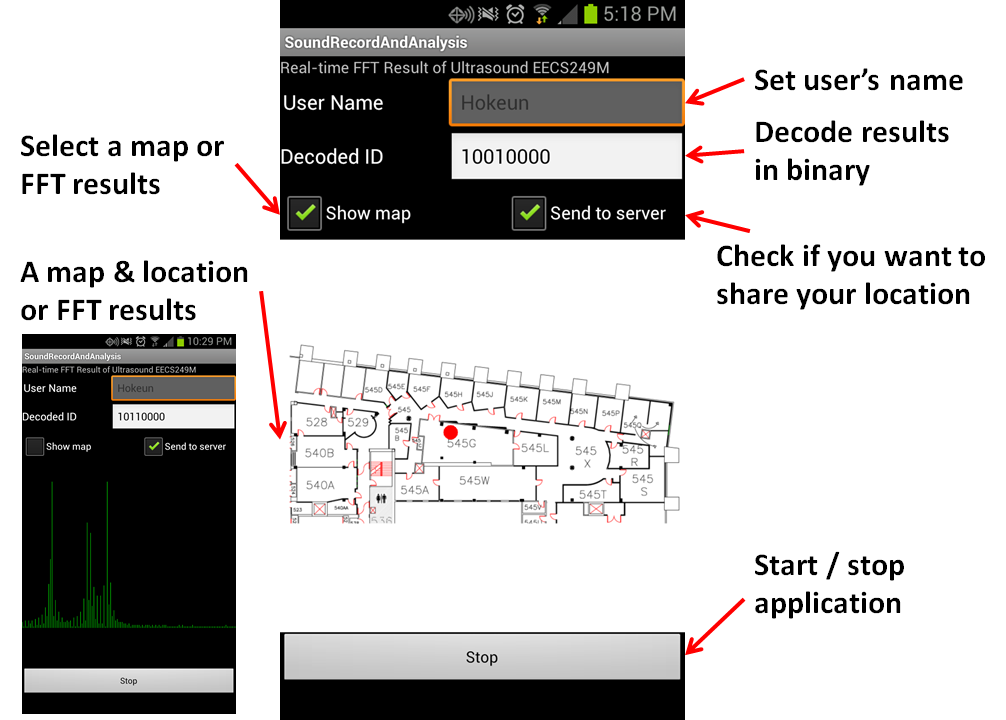 5:18 PM
SoundRecordAndAnalysis
Real-time FFT Result of Ultrasound EECS249M
User Name
Hokeun
Decoded ID
10010000
Show map
Send to server
Set user's name
Decode results
in binary
Select a map or
FFT results
Check if you want to
share your location
A map & location
or FFT results
10:29 PM
SoundRecordAndAnalysis
Real-time FFT Result of Ultrasound EECS249M
User Name
Hokeun
Decoded ID
10110000
Show map
Send to server
Stop
545D
545E
545F
545H
545J
545K
545M
545N
545P
545Q
528
529
545
545
B
545G
545L
545
X
545
R
540B
540A
545A
545W
545T
545
S
523
540AA
536
545V
Start / stop
application
Stop